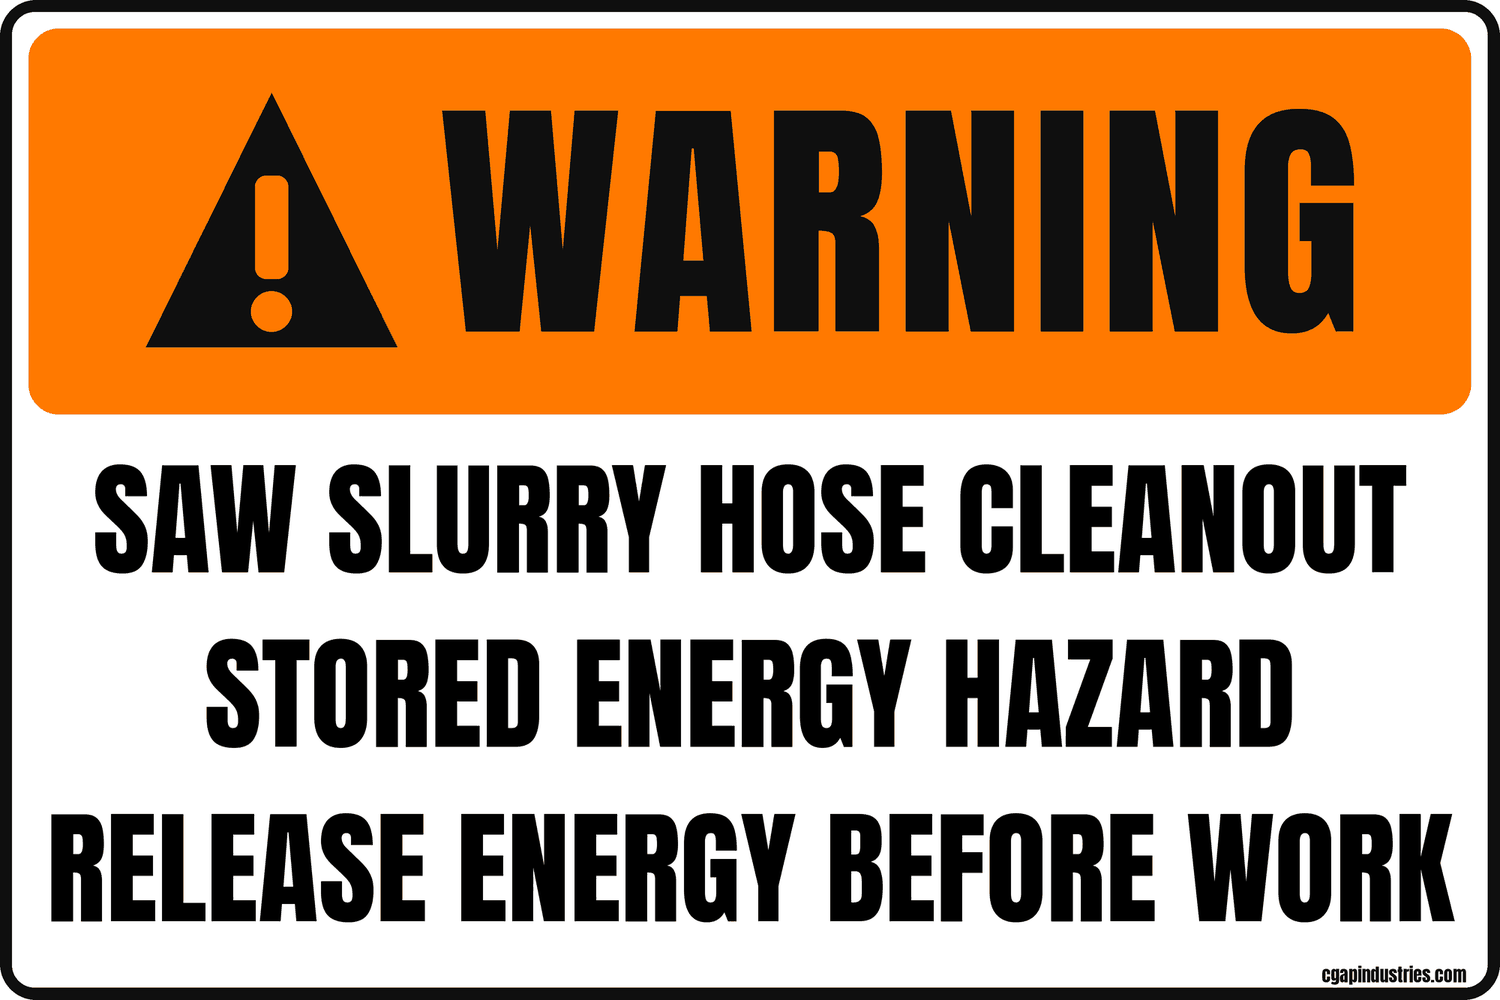 WARNING
SAW SLURRY HOSE CLEANOUT
STORED ENERGY HAZARD
RELEASE ENERGY BEFORE WORK
cgapindustries.com